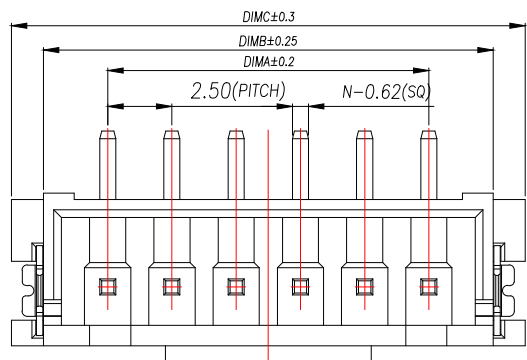 DIMC±0.3
DIMB±0.25
DIMA±0.2
2.50(PITCH)
N-0.62(SQ)